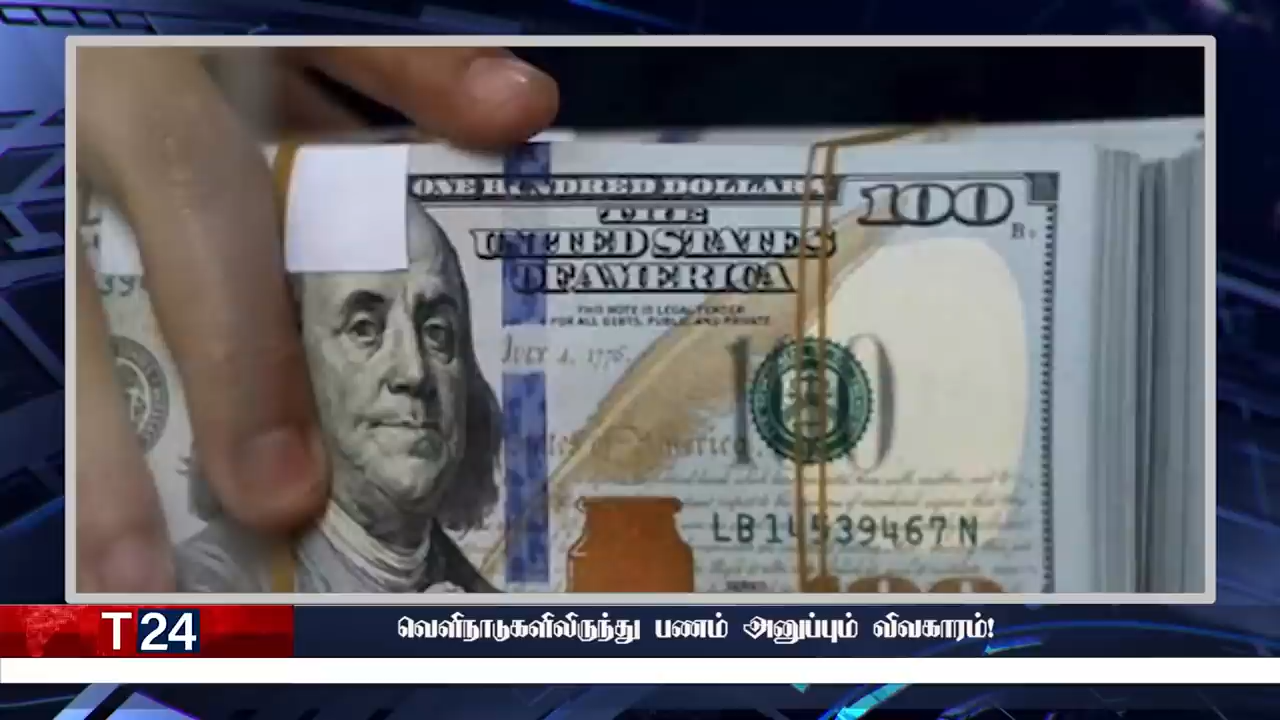 ONE HUNDRED DOLLARS
100
THE
UNITED STATES
OF AMERICA
THIS NOTE IS LEGAL TENDER
FOR ALL DEBTS, PUBLIC AND PRIVATE
JULY 4, 1776.
LB14539467N
T24
வெளிநாடுகளிலிருந்து பணம் அனுப்பும் விவகாரம்!